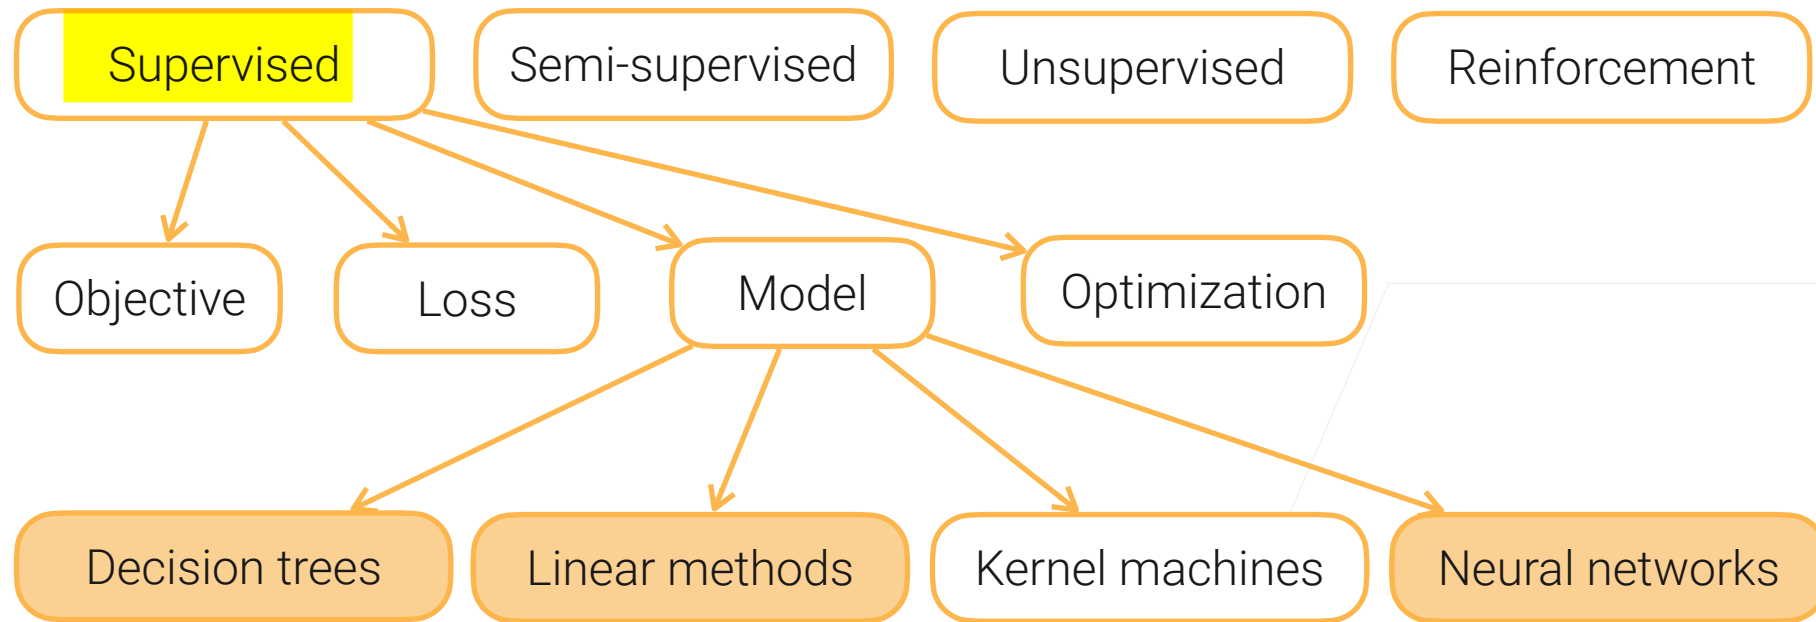 Supervised
Semi-supervised
Unsupervised
Reinforcement
Objective
Loss
Model
Optimization
Decision trees
Linear methods
Kernel machines
Neural networks